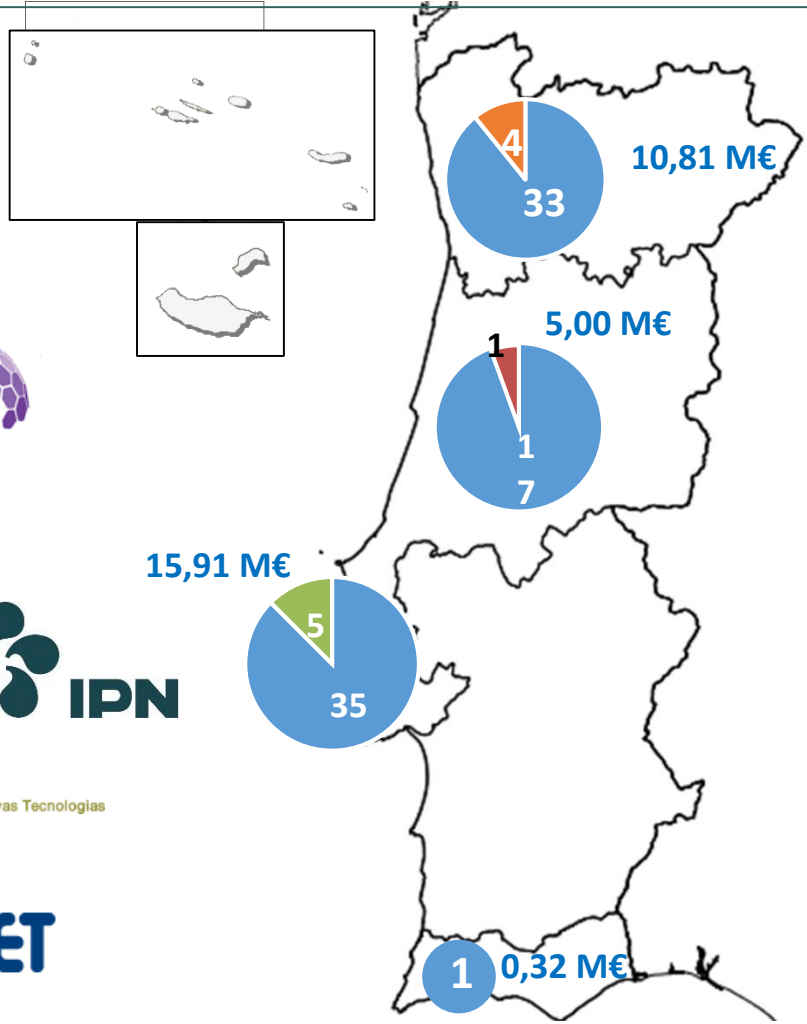 4
10,81 M€
33
5,00 M€
1
1
7
15,91 M€
5
35
IPN
vas Tecnologias
ET
1
0,32 M€